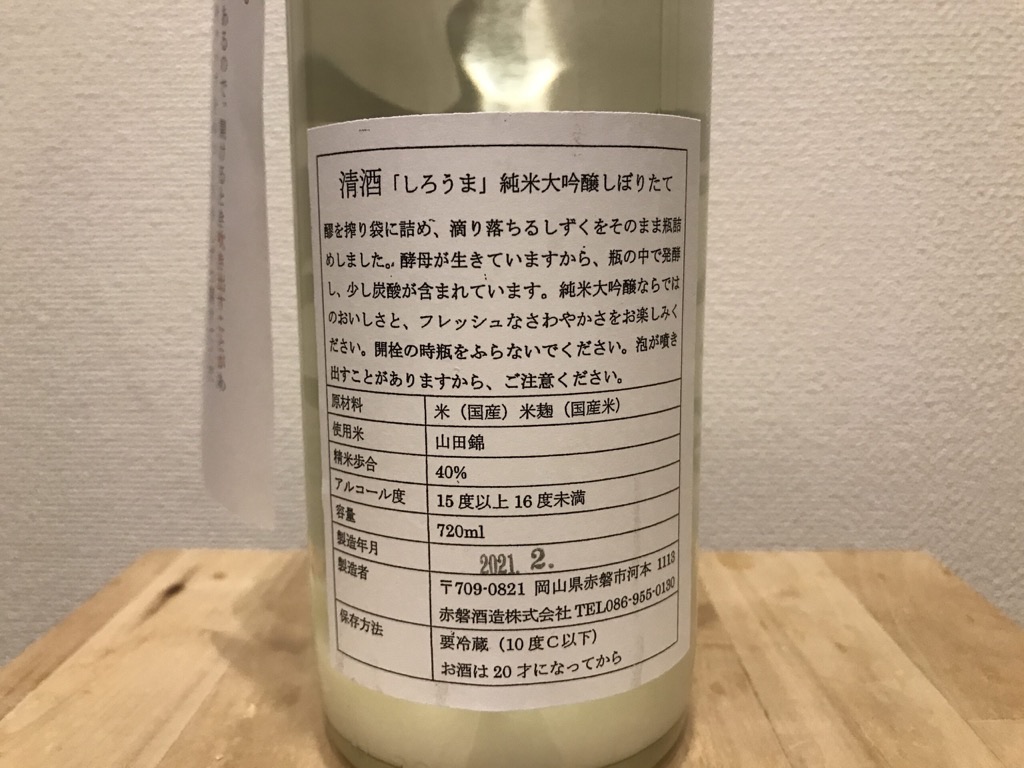 清酒「しろうま」純米大吟醸しぼりたて
醪を搾り袋に詰め、滴り落ちるしずくをそのまま瓶詰
めしました。酵母が生きていますから、瓶の中で発酵
し、少し炭酸が含まれています。純米大吟醸ならでは
のおいしさと、フレッシュなさわやかさをお楽しみく
ださい。開栓の時瓶をふらないでください。泡が噴き
出すことがありますから、ご注意ください。
原材料 米（国産）米麹（国産米）
使用米 山田錦
精米歩合 40%
アルコール度 15度以上16度未満
容量 720ml
製造年月 2021. 2.
製造者 〒709-0821 岡山県赤磐市河本 1113
赤磐酒造株式会社 TEL086-955-0130
保存方法 要冷蔵（10度C以下）
お酒は20才になってから